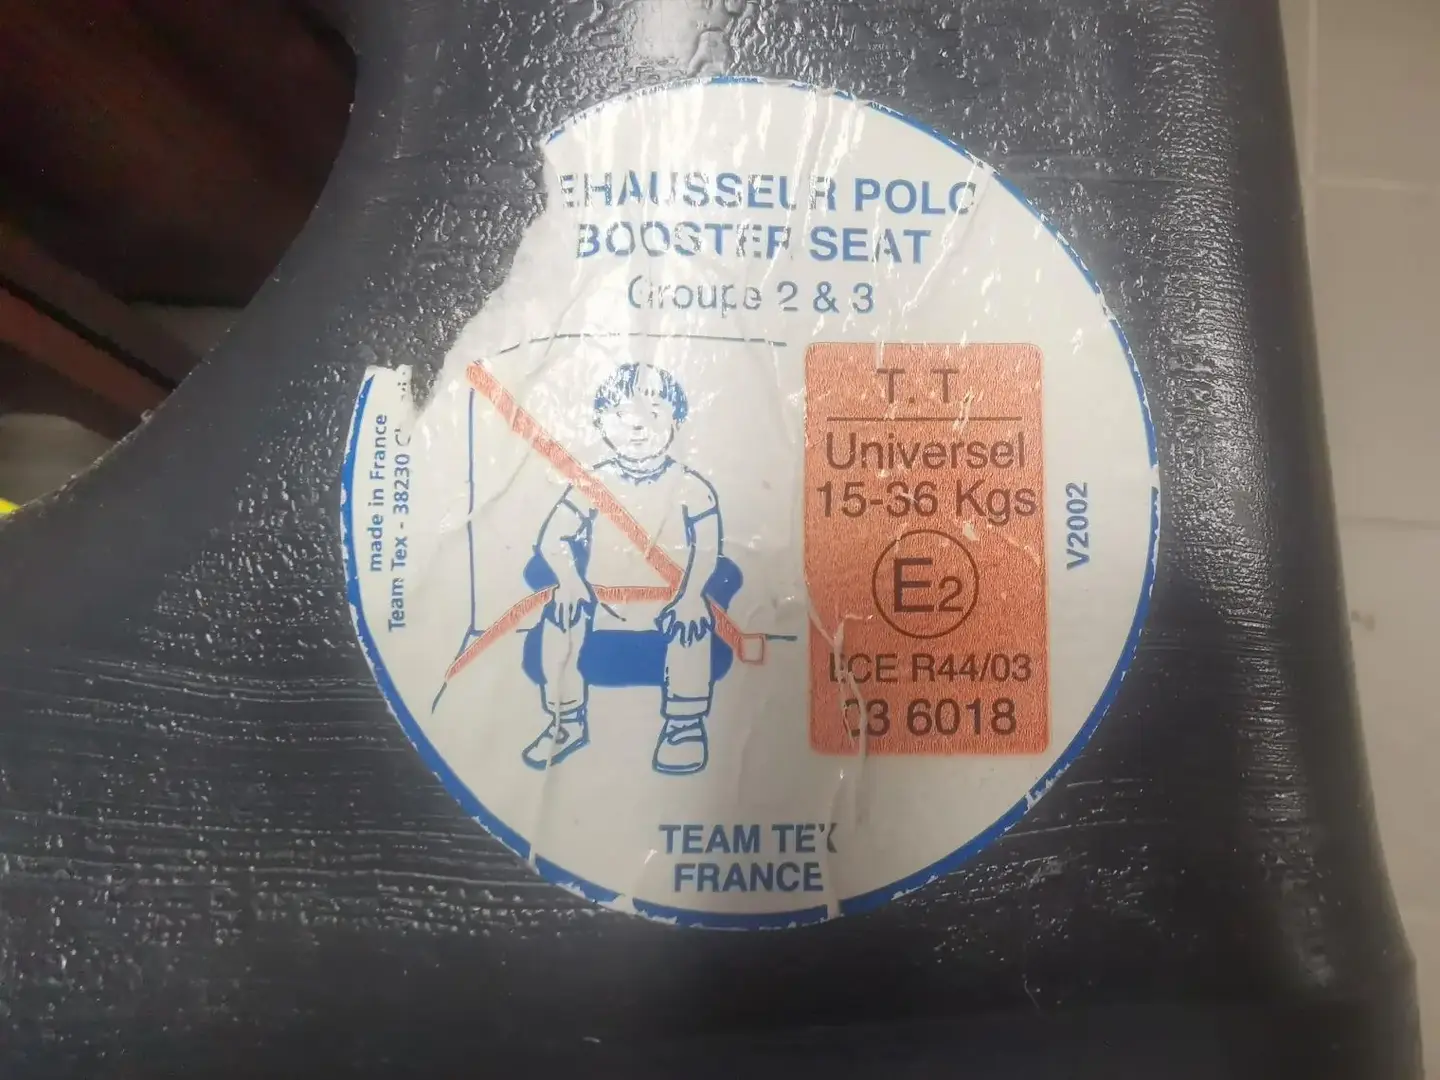 EHAUSSEUR POLO
BOOSTER SEAT
Groupe 2 & 3
made in France
Team Tex - 38230
T. T.
Universel
15-36 Kgs
E2
ECE R44/03
03 6018
V2002
TEAM TEX
FRANCE